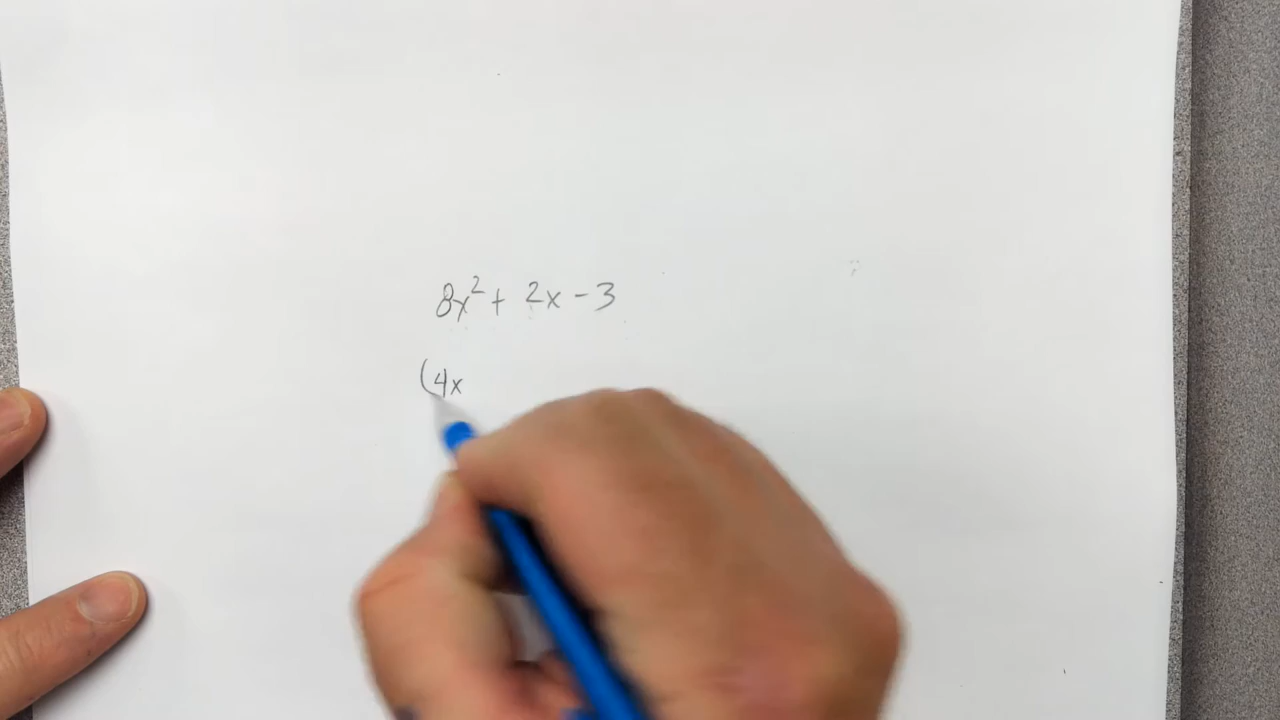 8x² + 2x - 3
(4x